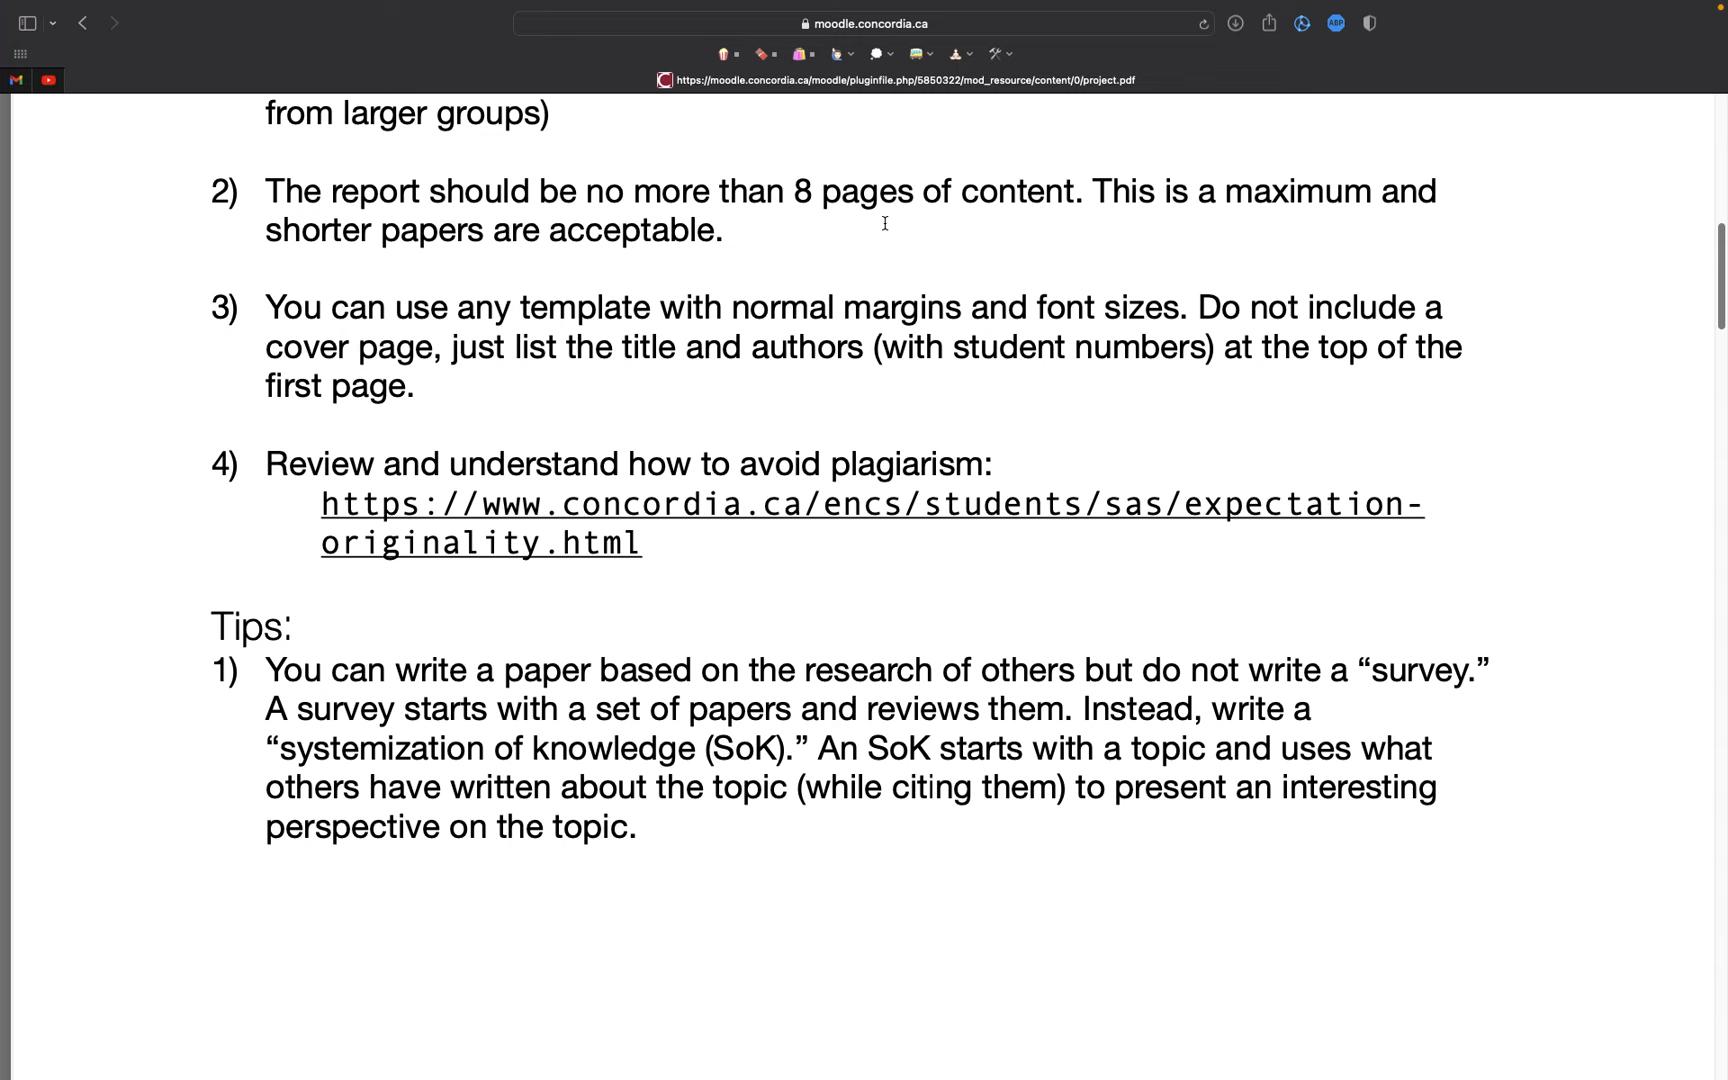 moodle.concordia.ca
ABP
https://moodle.concordia.ca/moodle/pluginfile.php/5850322/mod_resource/content/0/project.pdf
from larger groups)
2) The report should be no more than 8 pages of content. This is a maximum and
shorter papers are acceptable.
3) You can use any template with normal margins and font sizes. Do not include a
cover page, just list the title and authors (with student numbers) at the top of the
first page.
4) Review and understand how to avoid plagiarism:
https://www.concordia.ca/encs/students/sas/expectation-
originality.html
Tips:
1) You can write a paper based on the research of others but do not write a “survey.”
A survey starts with a set of papers and reviews them. Instead, write a
“systemization of knowledge (SoK).” An SoK starts with a topic and uses what
others have written about the topic (while citing them) to present an interesting
perspective on the topic.